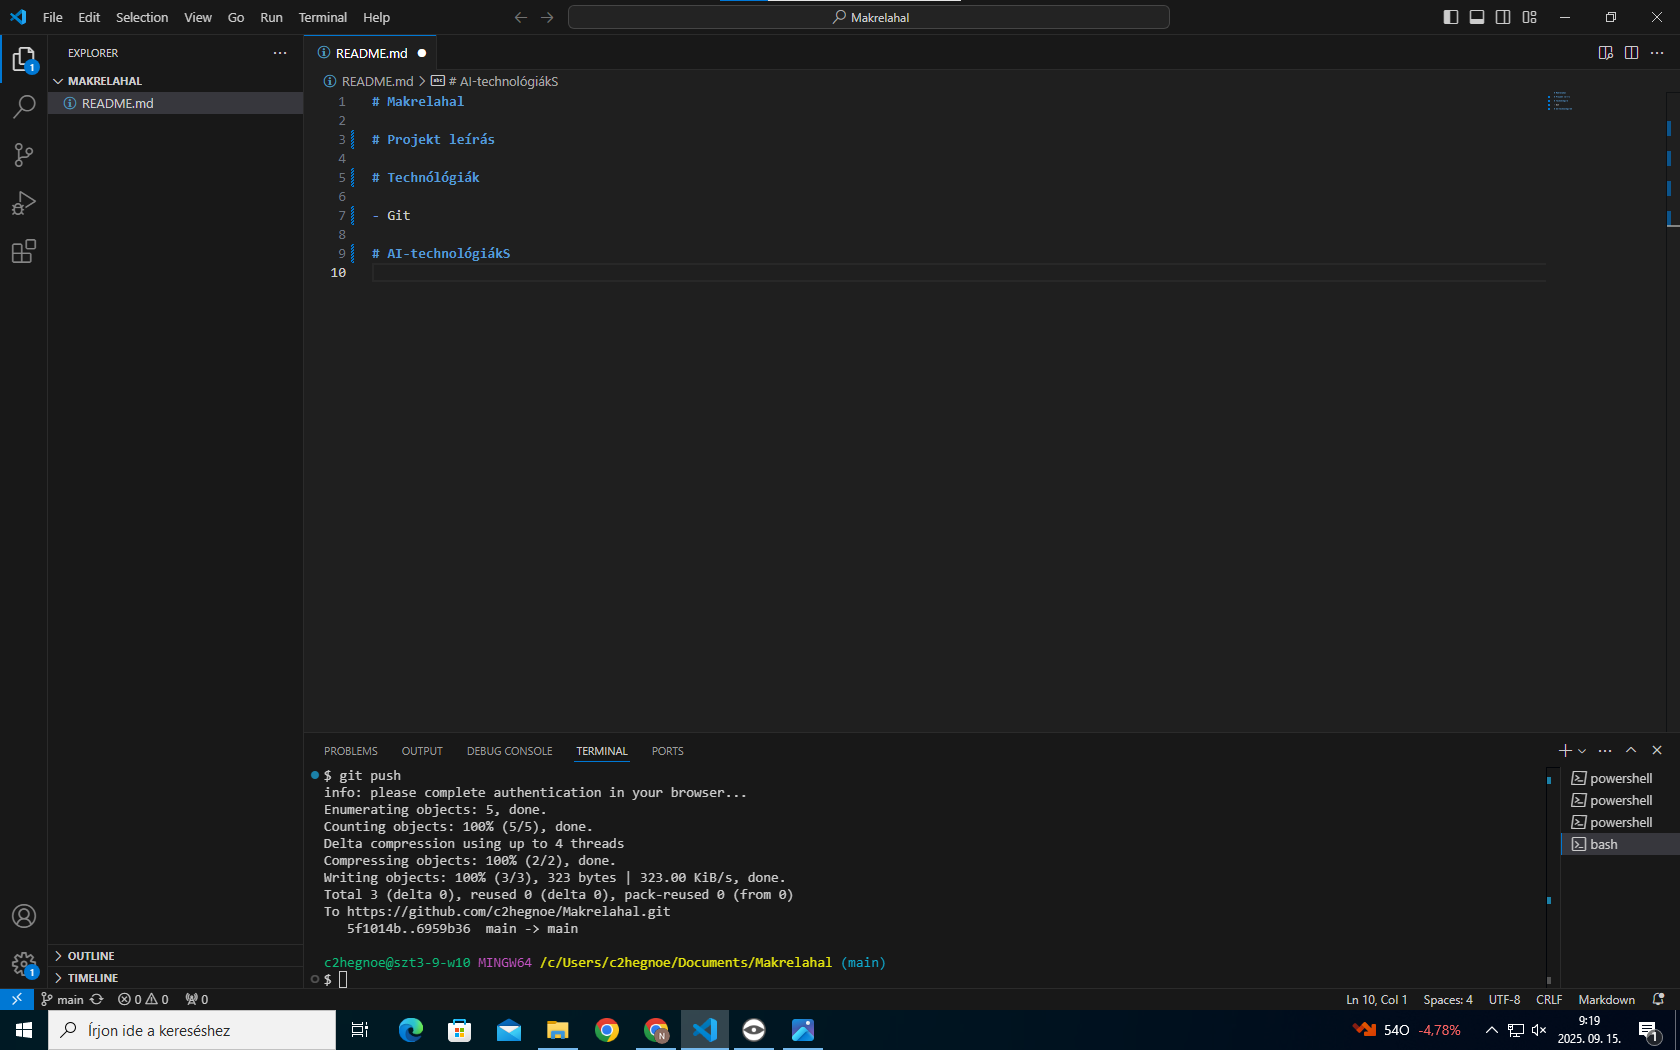 File Edit Selection View Go Run Terminal Help
Makrelahal
EXPLORER
MAKRELAHAL
README.md
README.md
README.md > # AI-technológiákS
1 # Makrelahal
2
3 # Projekt leírás
4
5 # Technólógiák
6
7 - Git
8
9 # AI-technológiákS
10
PROBLEMS OUTPUT DEBUG CONSOLE TERMINAL PORTS
$ git push
info: please complete authentication in your browser...
Enumerating objects: 5, done.
Counting objects: 100% (5/5), done.
Delta compression using up to 4 threads
Compressing objects: 100% (2/2), done.
Writing objects: 100% (3/3), 323 bytes | 323.00 KiB/s, done.
Total 3 (delta 0), reused 0 (delta 0), pack-reused 0 (from 0)
To https://github.com/c2hegnoe/Makrelahal.git
5f1014b..6959b36 main -> main
c2hegnoe@szt3-9-w10 MINGW64 /c/Users/c2hegnoe/Documents/Makrelahal (main)
$
powershell
powershell
powershell
bash
1
1
OUTLINE
TIMELINE
main 0 0 0
Ln 10, Col 1 Spaces: 4 UTF-8 CRLF Markdown
Írjon ide a kereséshez
N
54O -4,78%
9:19
2025. 09. 15.
1